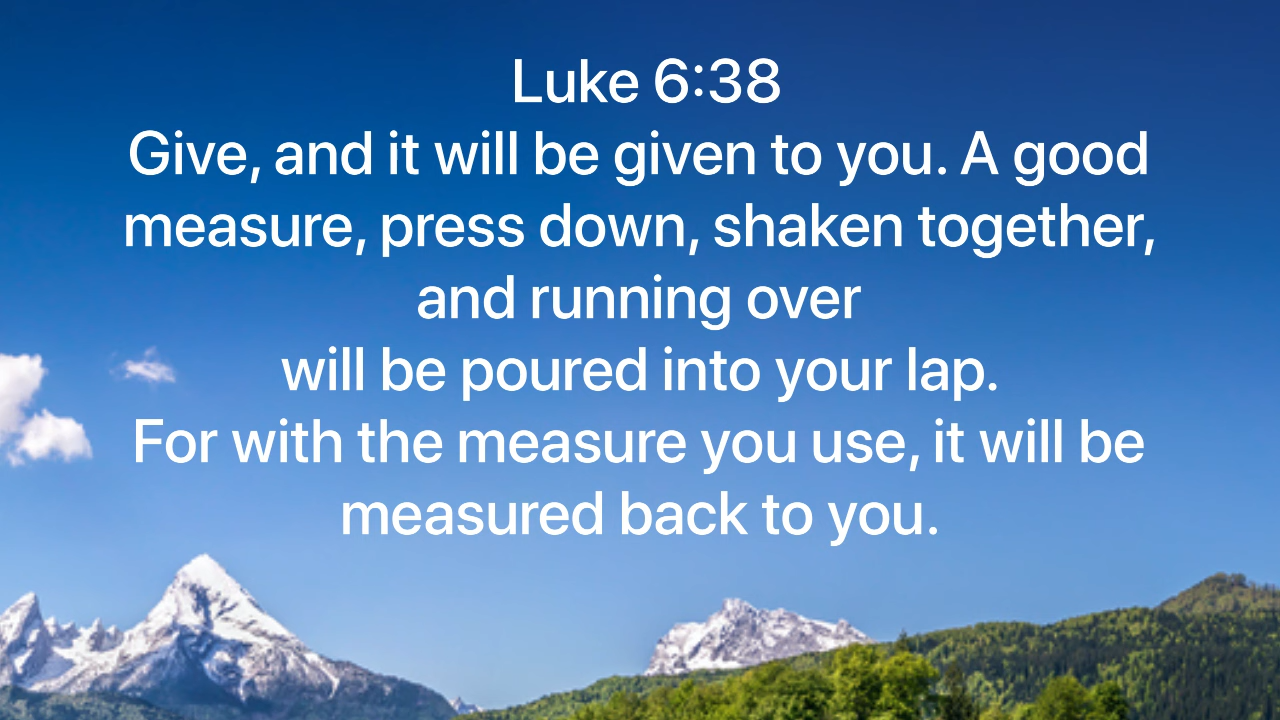 Luke 6:38
Give, and it will be given to you. A good
measure, press down, shaken together,
and running over
will be poured into your lap.
For with the measure you use, it will be
measured back to you.